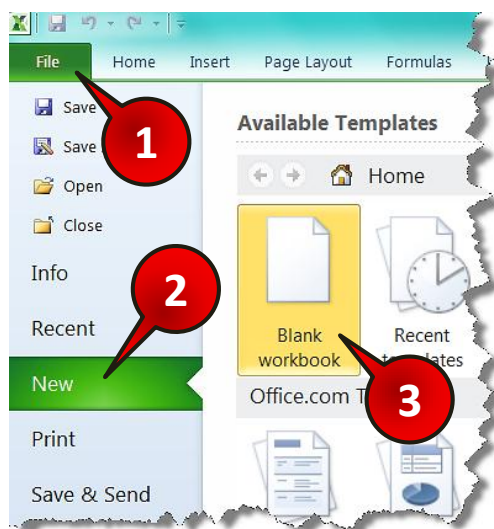 File Home Insert Page Layout Formulas
Save
Save
Open
Close
Info
Recent
New
Print
Save & Send
Available Templates
Home
Blank
workbook
Recent
Office.com
1
2
3